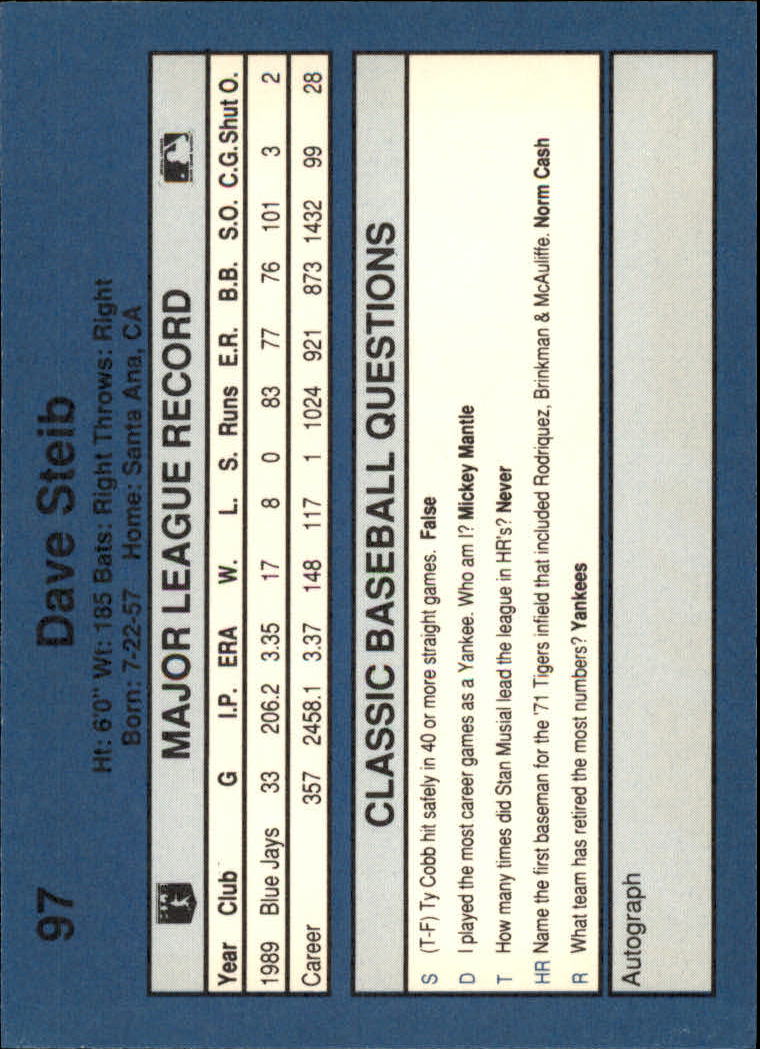 97 Dave Steib
Ht: 6'0" Wt: 185 Bats: Right Throws: Right
Born: 7-22-57 Home: Santa Ana, CA
MAJOR LEAGUE RECORD
Year Club G I.P. ERA W. L. S. Runs E.R. B.B. S.O. C.G. Shut O.
1989 Blue Jays 33 206.2 3.35 17 8 0 83 77 76 101 3 2
Career 357 2458.1 3.37 148 117 1 1024 921 873 1432 99 28
CLASSIC BASEBALL QUESTIONS
S (T-F) Ty Cobb hit safely in 40 or more straight games. False
D I played the most career games as a Yankee. Who am I? Mickey Mantle
T How many times did Stan Musial lead the league in HR's? Never
HR Name the first baseman for the '71 Tigers infield that included Rodriquez, Brinkman & McAuliffe. Norm Cash
R What team has retired the most numbers? Yankees
Autograph